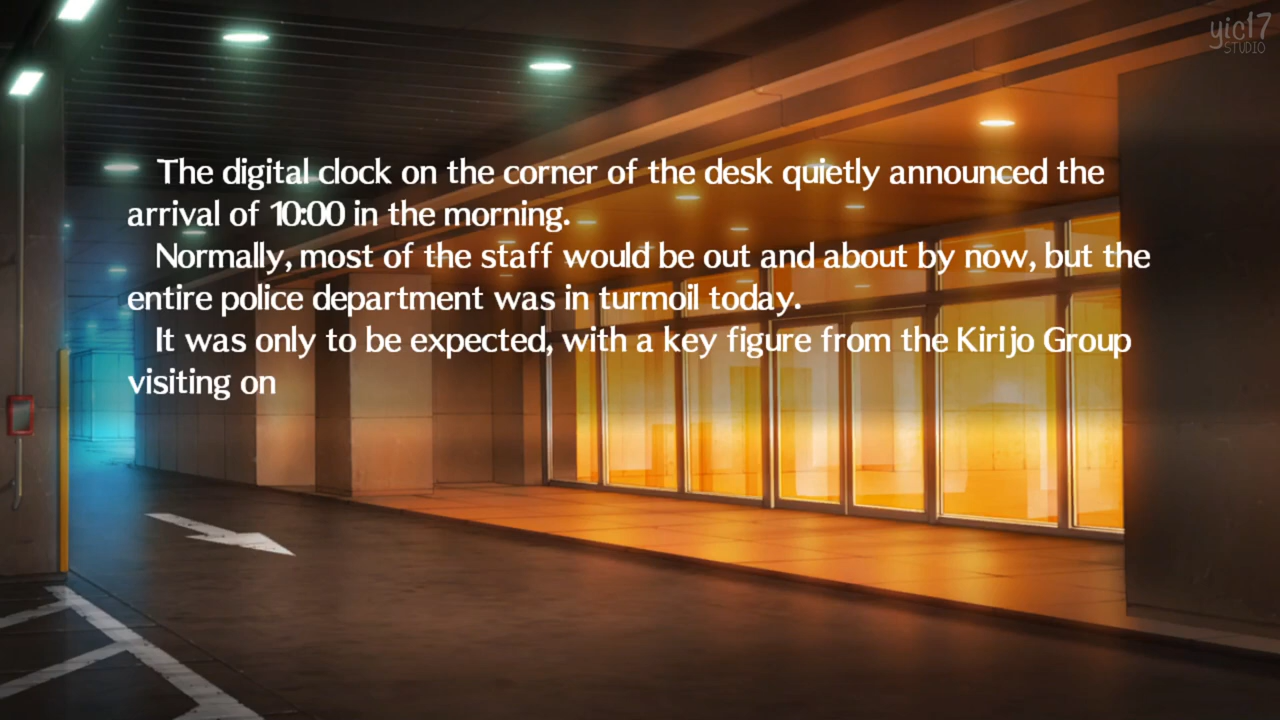 yic17
STUDIO
The digital clock on the corner of the desk quietly announced the
arrival of 10:00 in the morning.
Normally, most of the staff would be out and about by now, but the
entire police department was in turmoil today.
It was only to be expected, with a key figure from the Kirijo Group
visiting on